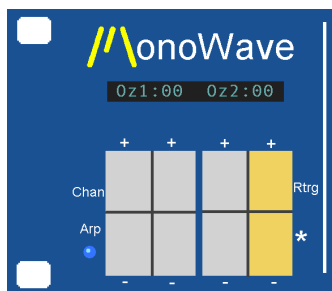 MonoWave
Oz1:00 Oz2:00
+ + + +
Chan Rtrg
Arp *
- - - -